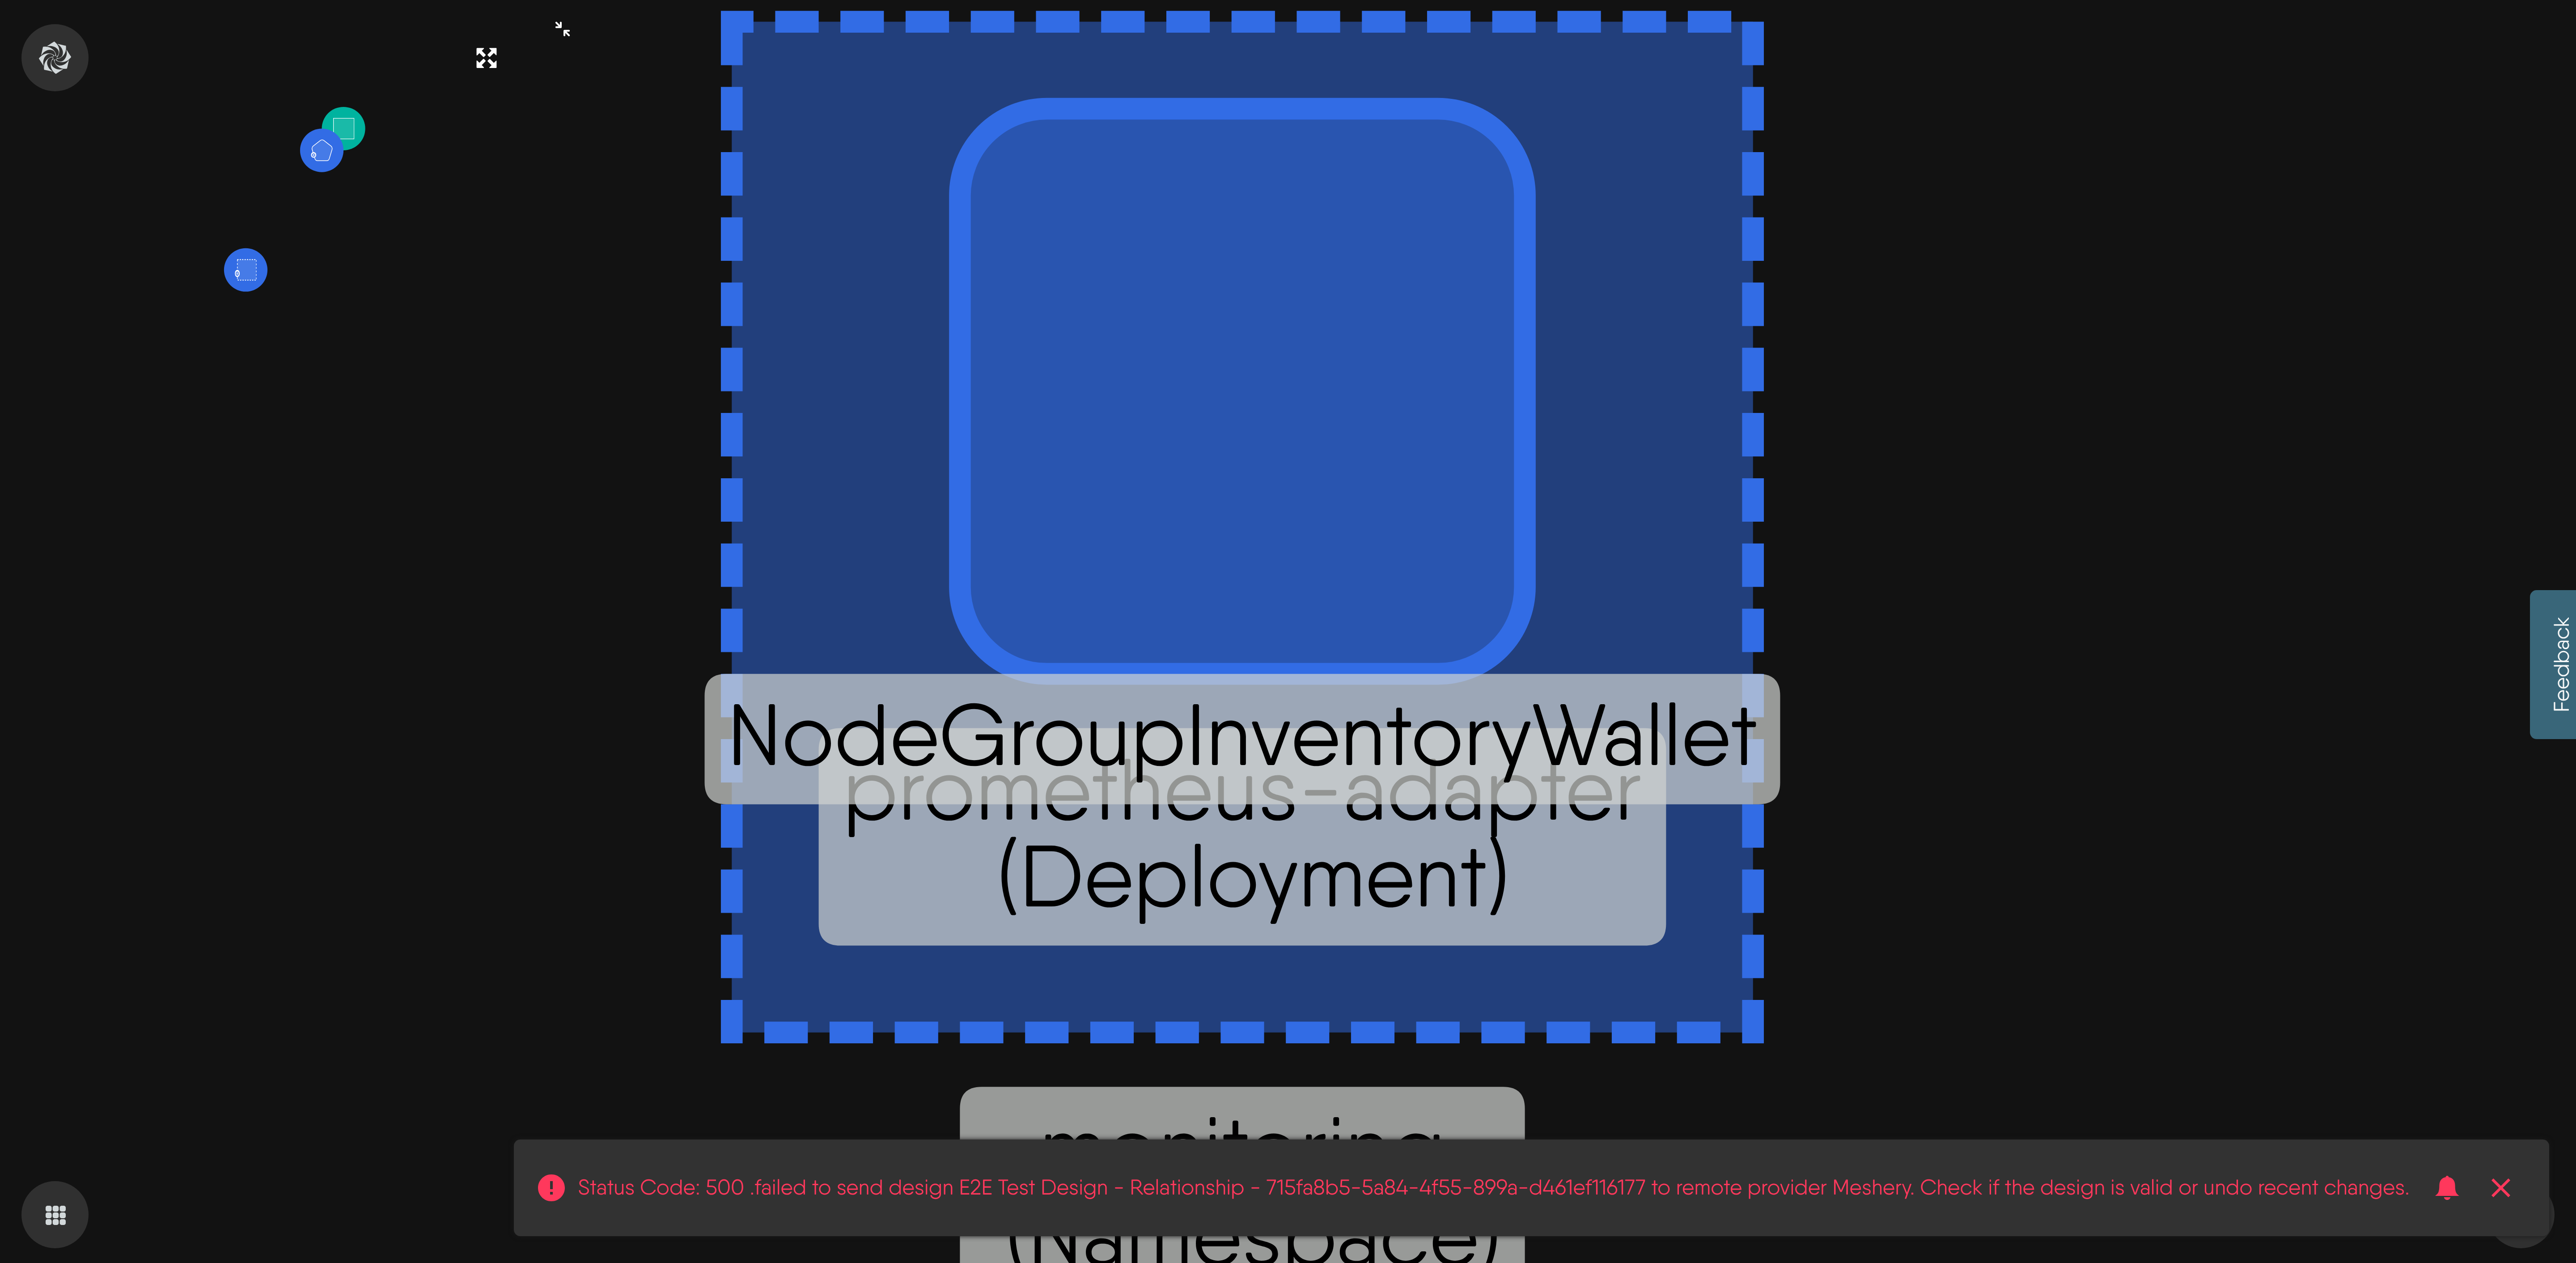 NodeGroupInventoryWallet
prometheus-adapter
(Deployment)
monitoring
(Namespace)
Status Code: 500 .failed to send design E2E Test Design - Relationship - 715fa8b5-5a84-4f55-899a-d461ef116177 to remote provider Meshery. Check if the design is valid or undo recent changes.
Feedback